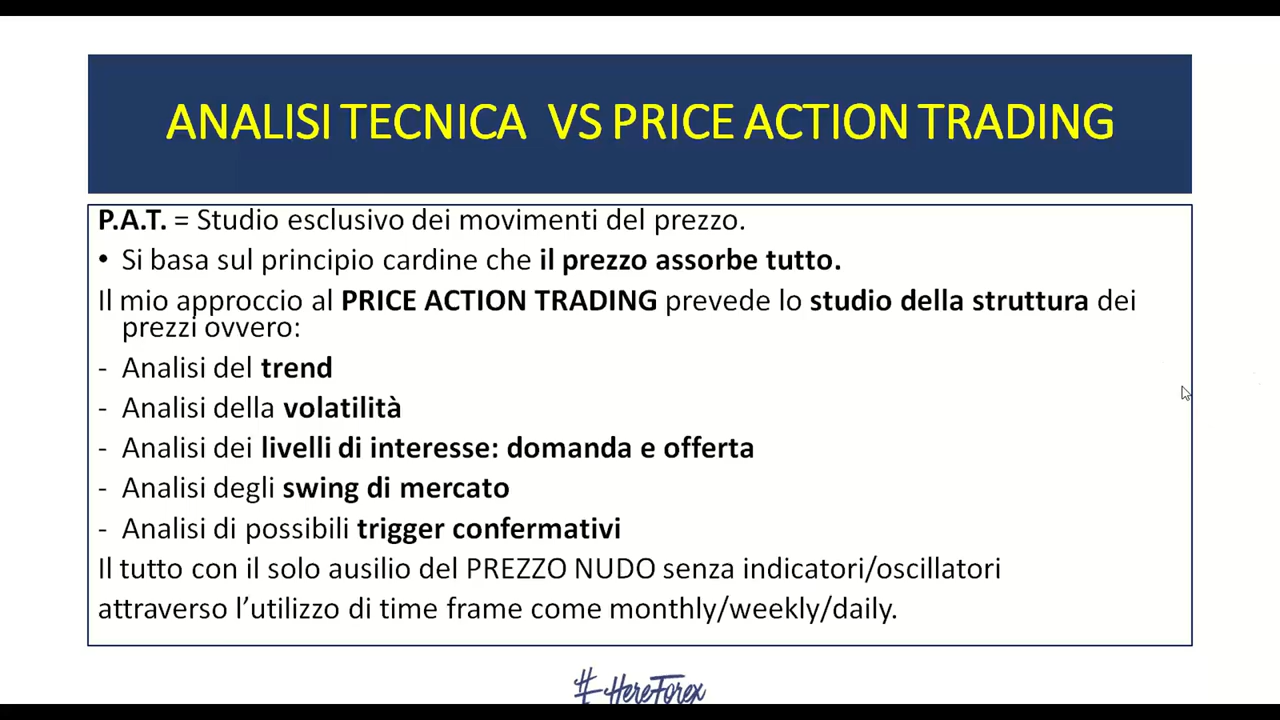 ANALISI TECNICA VS PRICE ACTION TRADING
P.A.T. = Studio esclusivo dei movimenti del prezzo.
• Si basa sul principio cardine che il prezzo assorbe tutto.
Il mio approccio al PRICE ACTION TRADING prevede lo studio della struttura dei
prezzi ovvero:
- Analisi del trend
- Analisi della volatilità
- Analisi dei livelli di interesse: domanda e offerta
- Analisi degli swing di mercato
- Analisi di possibili trigger confermativi
Il tutto con il solo ausilio del PREZZO NUDO senza indicatori/oscillatori
attraverso l'utilizzo di time frame come monthly/weekly/daily.
#HereForex